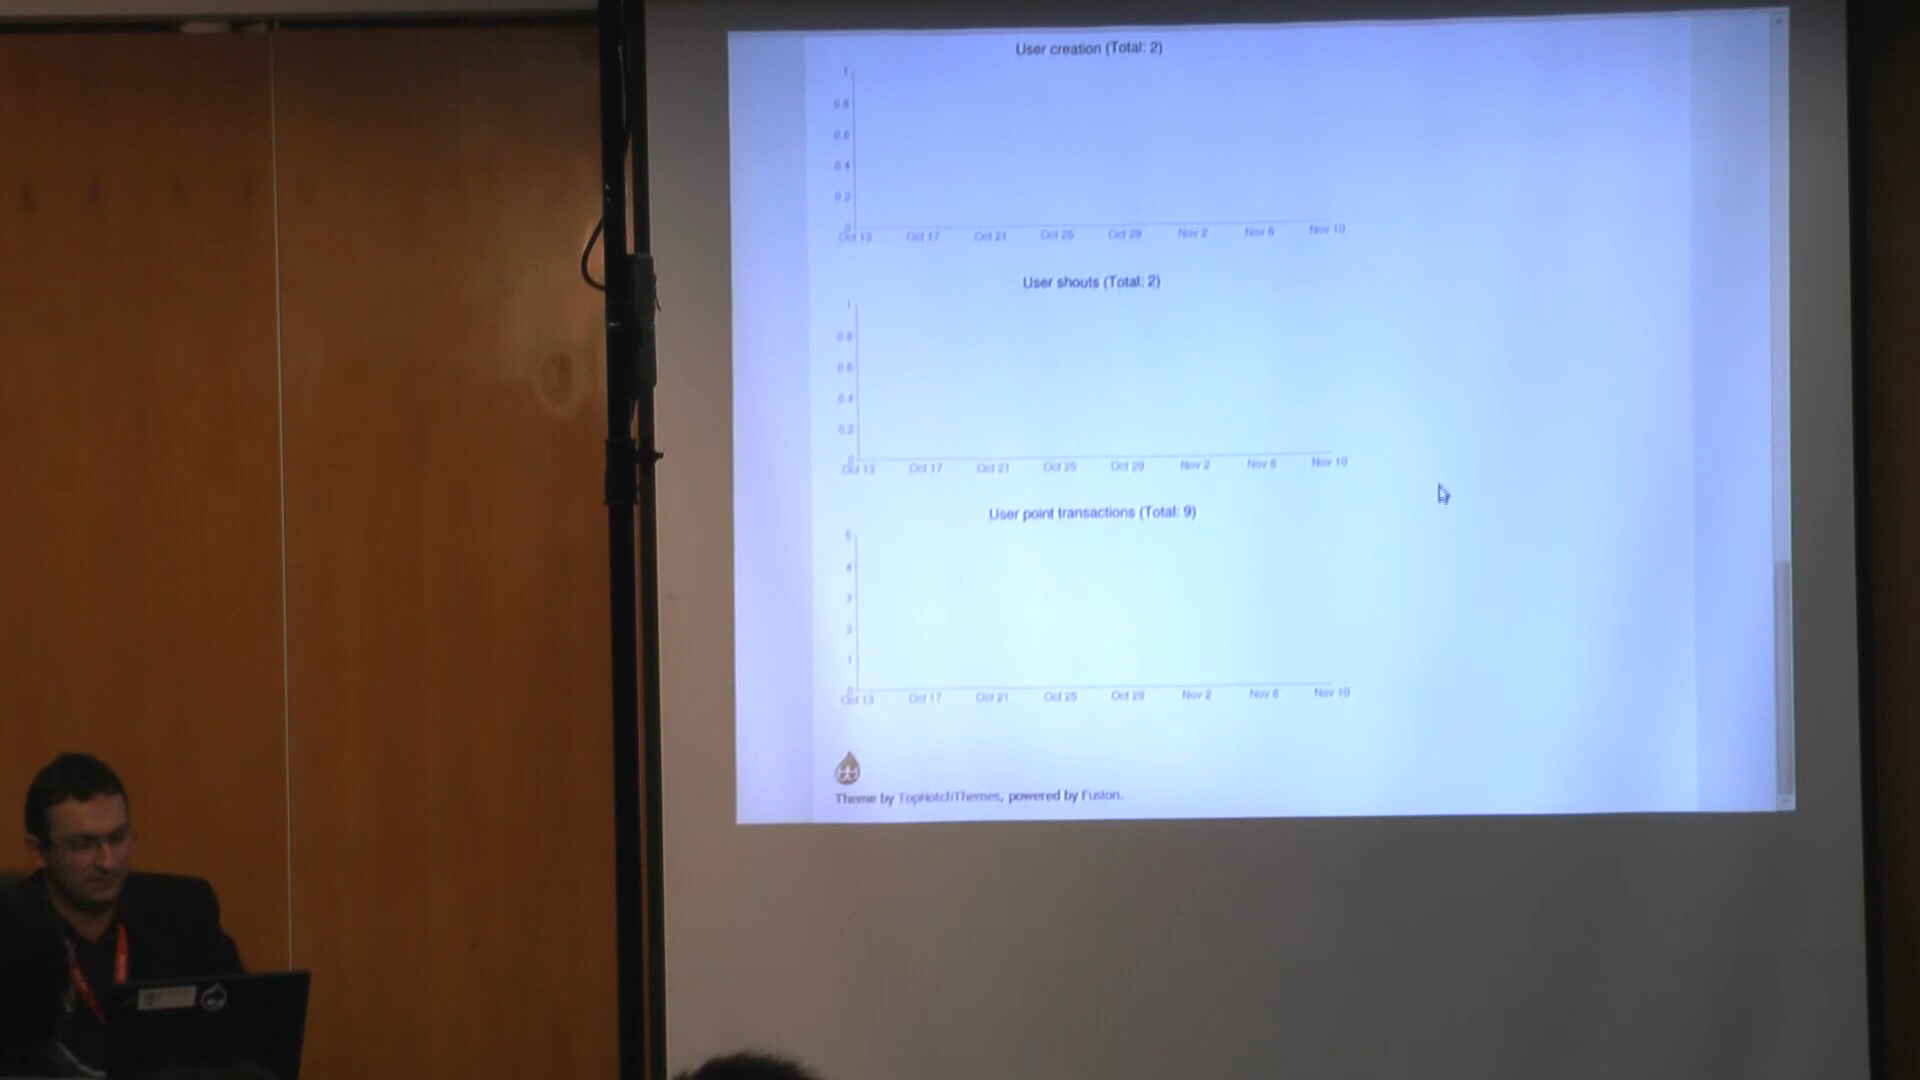 User creation (Total: 2)
1
0.8
0.6
0.4
0.2
0
Oct 13 Oct 17 Oct 21 Oct 25 Oct 29 Nov 2 Nov 6 Nov 10
User shouts (Total: 2)
1
0.8
0.6
0.4
0.2
0
Oct 13 Oct 17 Oct 21 Oct 25 Oct 29 Nov 2 Nov 6 Nov 10
User point transactions (Total: 9)
5
4
3
2
1
0
Oct 13 Oct 17 Oct 21 Oct 25 Oct 29 Nov 2 Nov 6 Nov 10
Theme by TopNotchThemes, powered by Fusion.